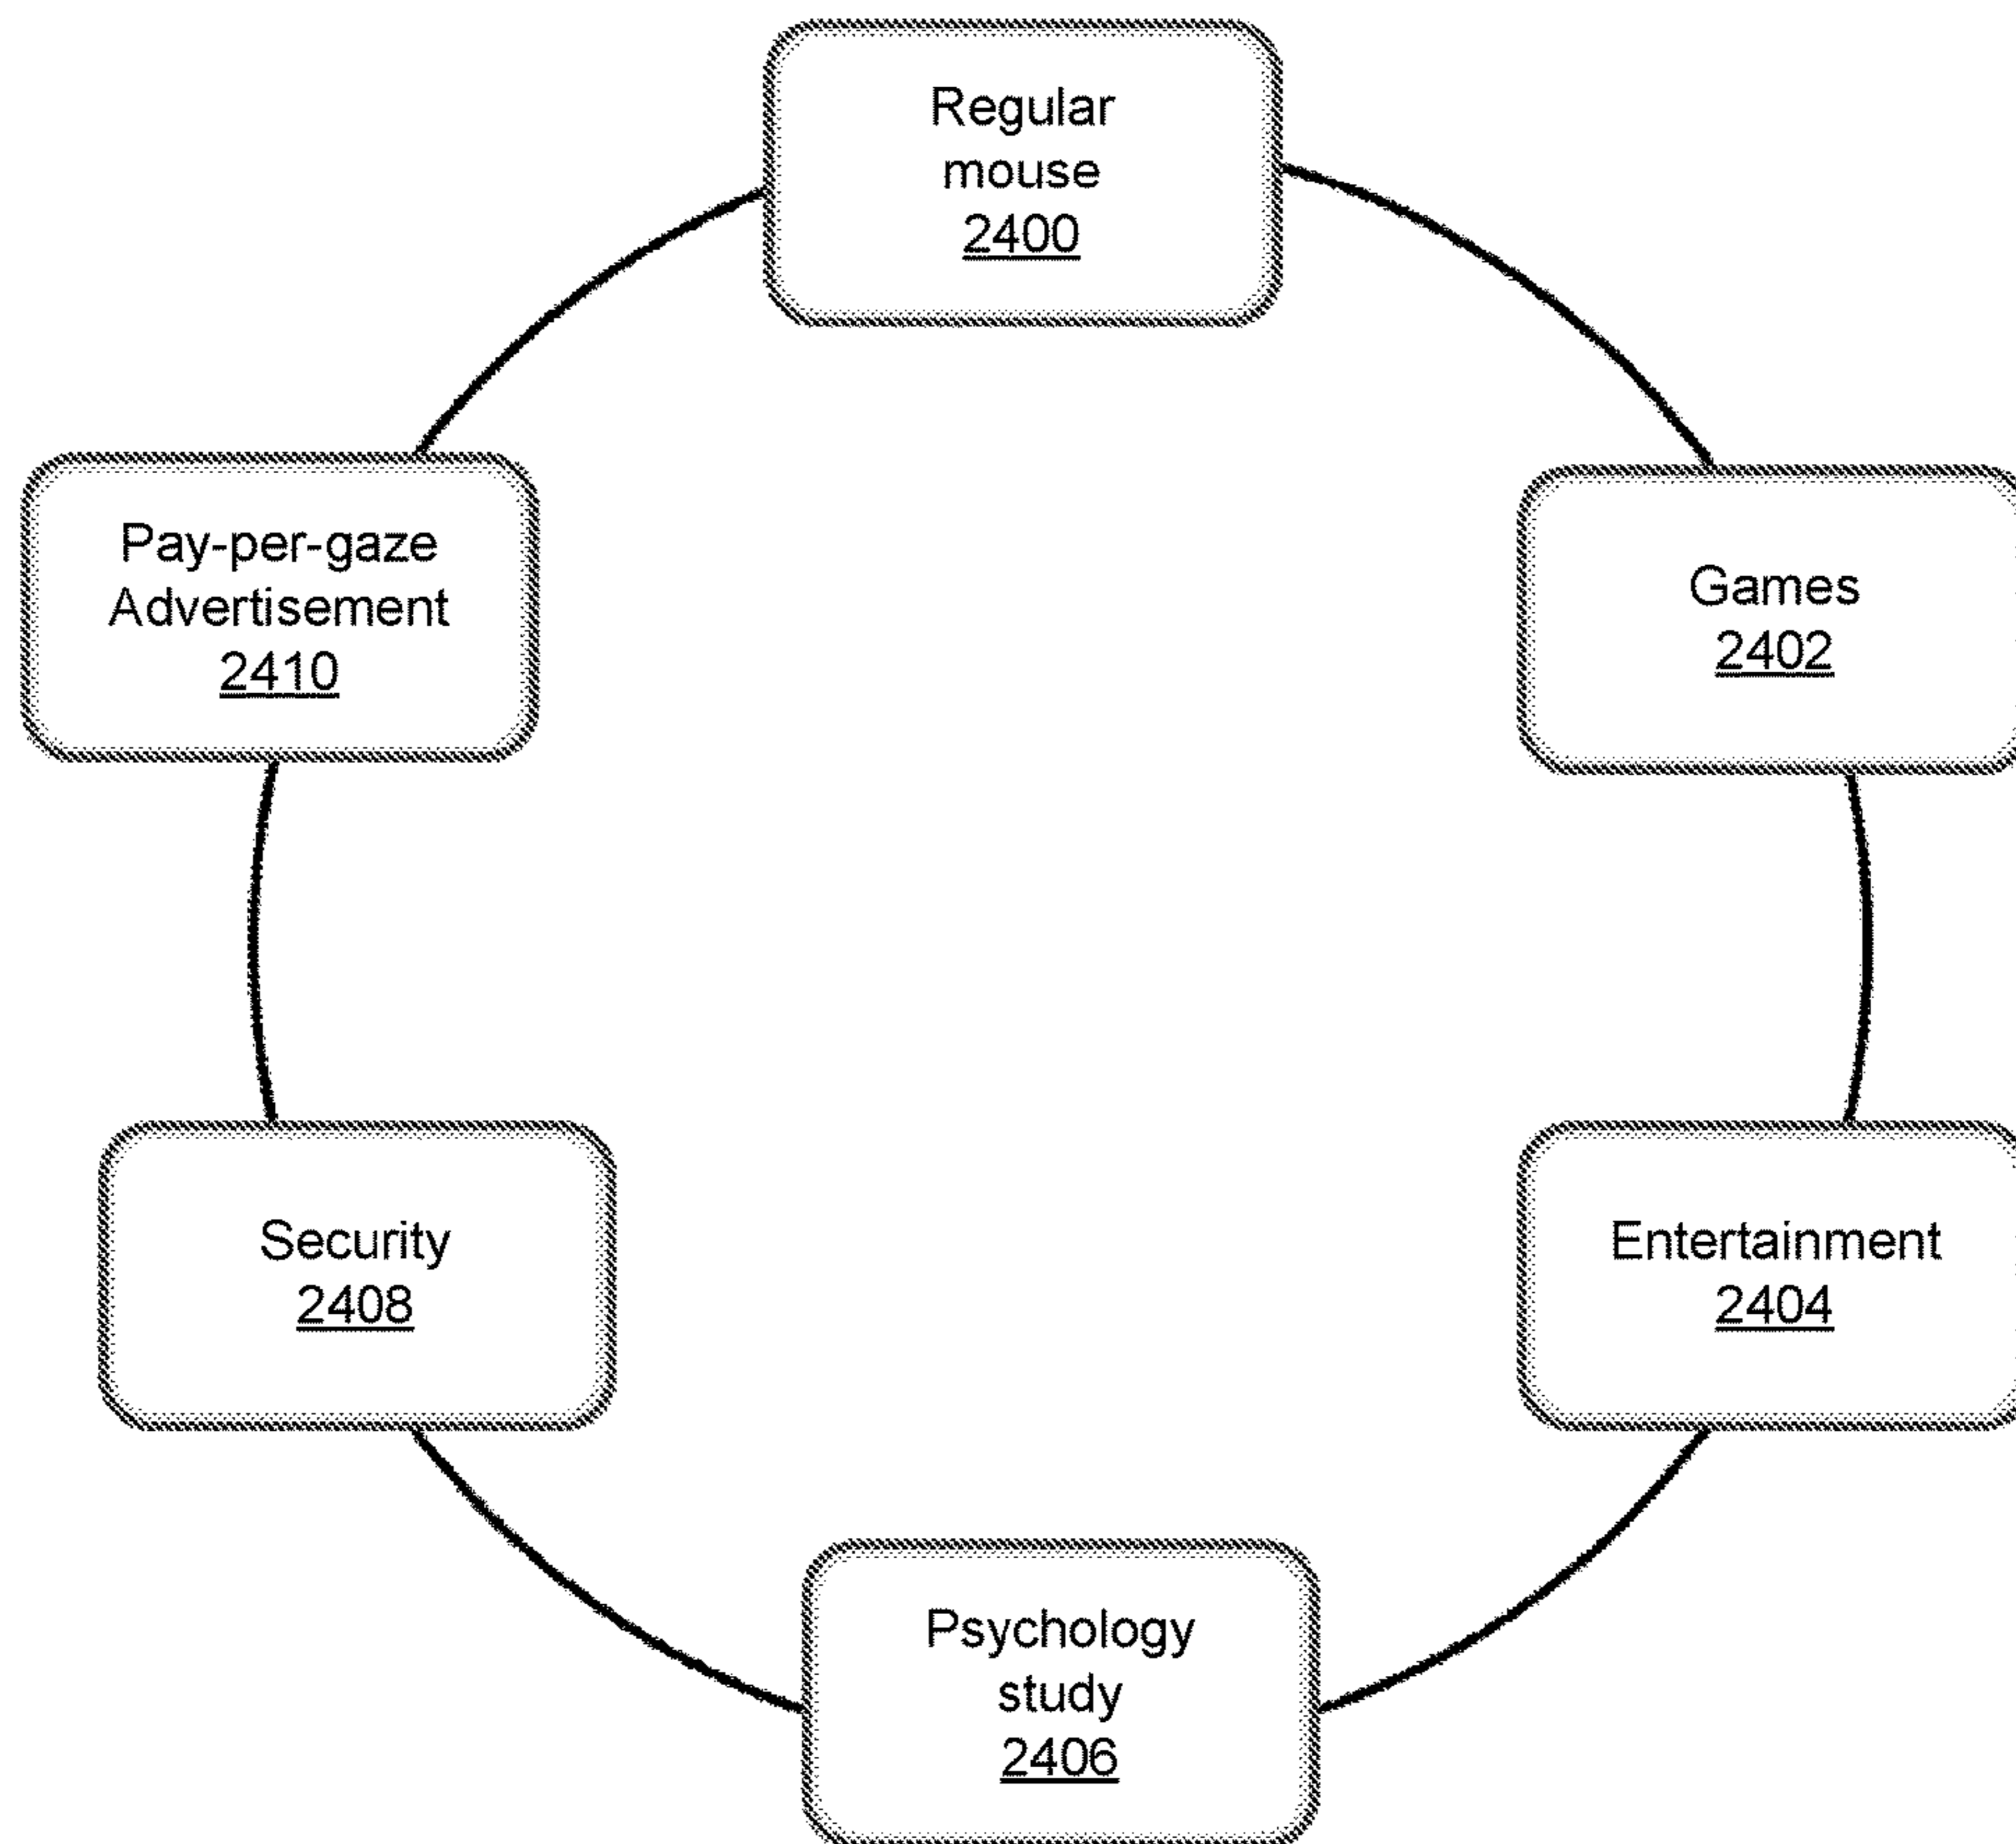 Regular
mouse
2400
Games
2402
Entertainment
2404
Psychology
study
2406
Security
2408
Pay-per-gaze
Advertisement
2410